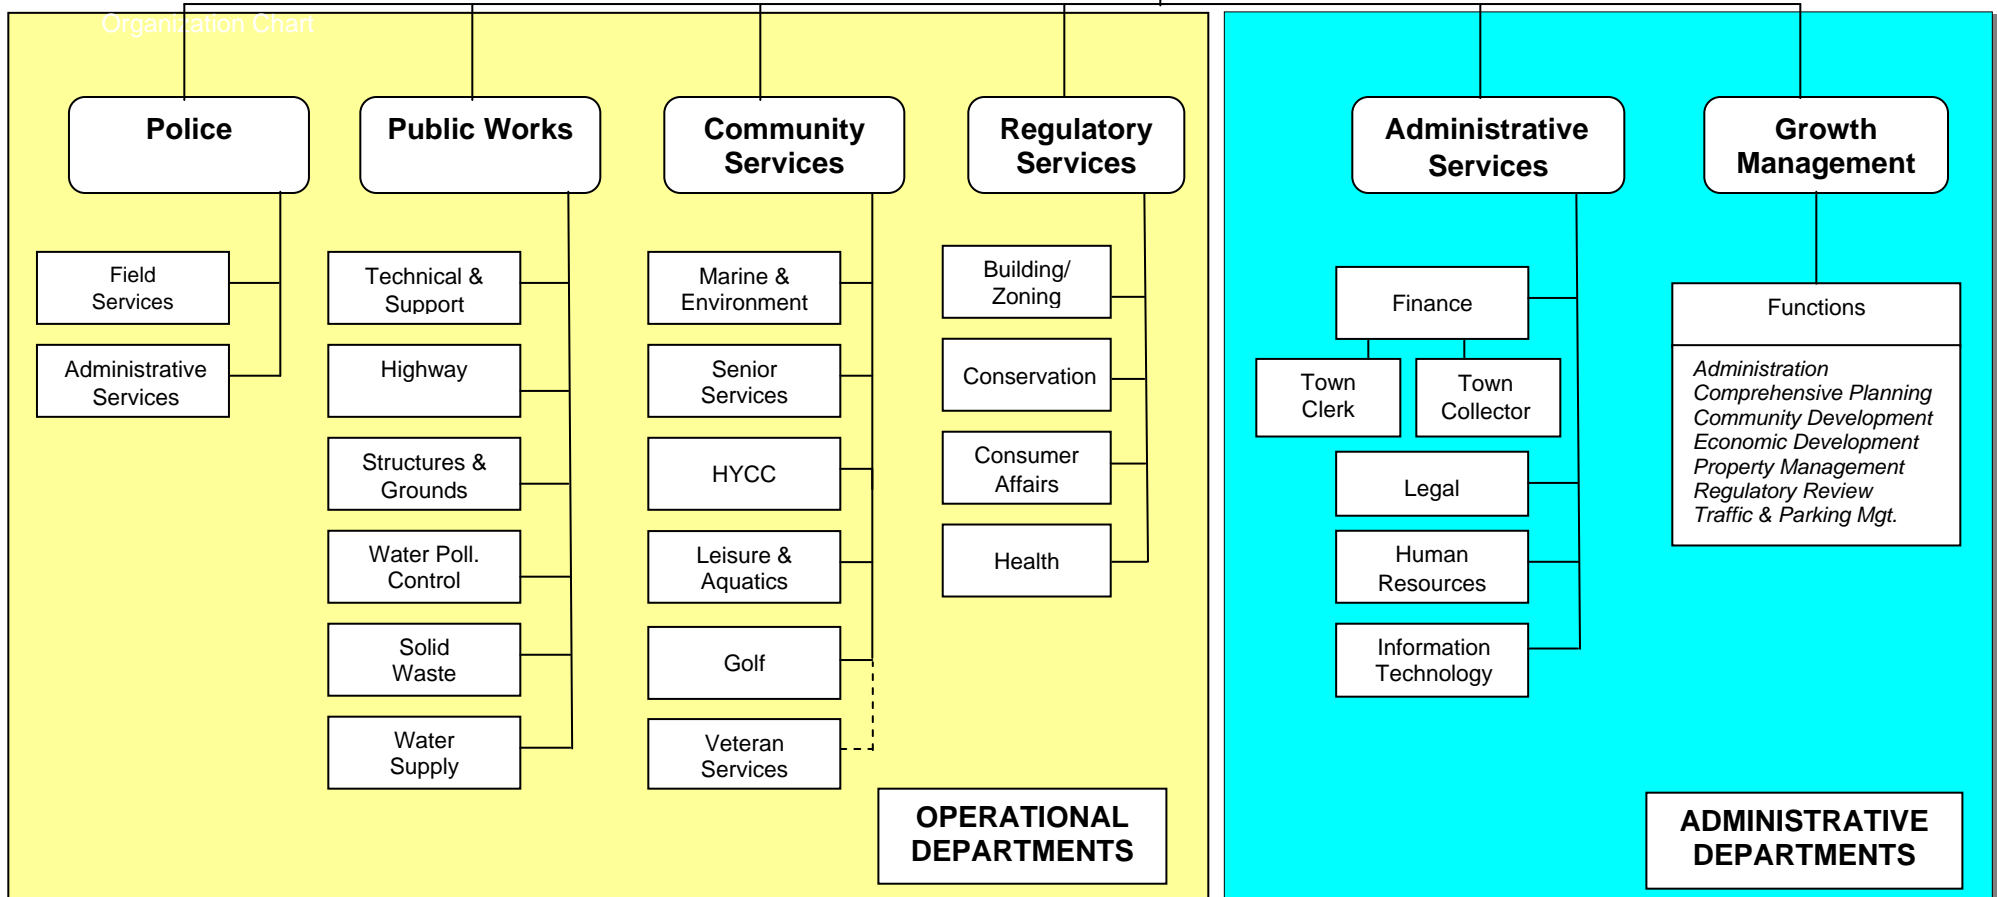 Organization Chart
Police
Field
Services
Administrative
Services
Public Works
Technical &
Support
Highway
Structures &
Grounds
Water Poll.
Control
Solid
Waste
Water
Supply
Community
Services
Marine &
Environment
Senior
Services
HYCC
Leisure &
Aquatics
Golf
Veteran
Services
Regulatory
Services
Building/
Zoning
Conservation
Consumer
Affairs
Health
OPERATIONAL
DEPARTMENTS
Administrative
Services
Finance
Town
Clerk
Town
Collector
Legal
Human
Resources
Information
Technology
Growth
Management
Functions
Administration
Comprehensive Planning
Community Development
Economic Development
Property Management
Regulatory Review
Traffic & Parking Mgt.
ADMINISTRATIVE
DEPARTMENTS